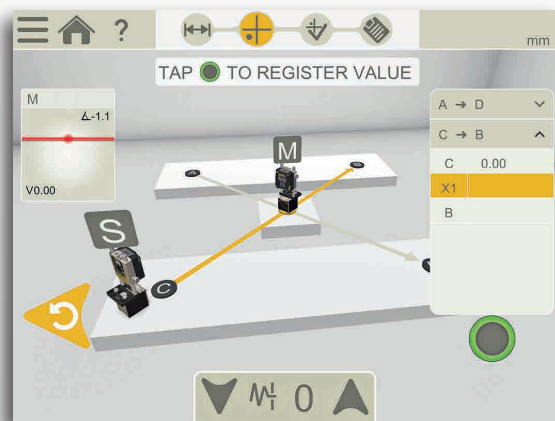 ?
mm
TAP TO REGISTER VALUE
M
∡-1.1
V0.00
A → D
C → B
C 0.00
X1
B
M
S
A
B
C
0